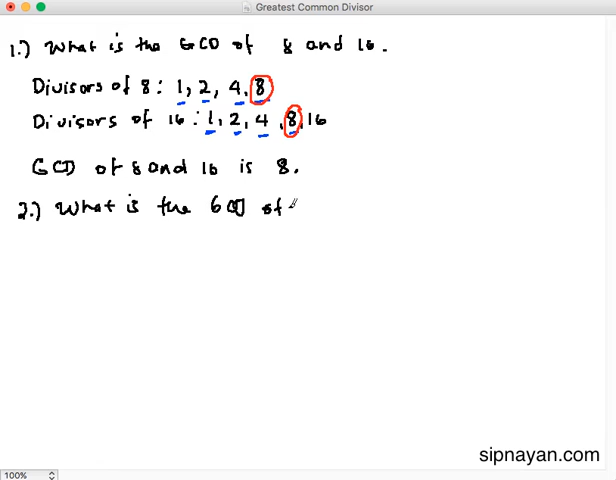 Greatest Common Divisor
1.) What is the GCD of 8 and 16.
Divisors of 8 : 1, 2, 4, 8
Divisors of 16 : 1, 2, 4, 8, 16
GCD of 8 and 16 is 8.
2.) What is the GCD of
sipnayan.com
100%